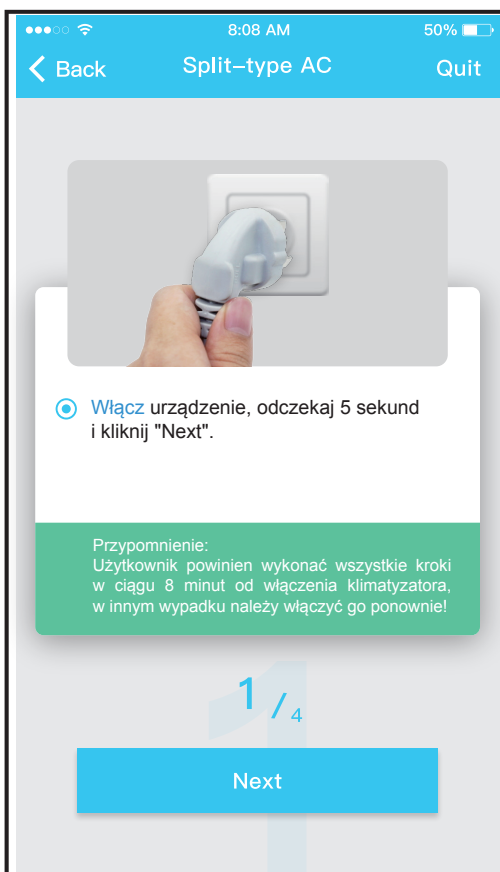 8:08 AM
50%
Back
Split-type AC
Quit
Włącz urządzenie, odczekaj 5 sekund
i kliknij "Next".
Przypomnienie:
Użytkownik powinien wykonać wszystkie kroki
w ciągu 8 minut od włączenia klimatyzatora,
w innym wypadku należy włączyć go ponownie!
1 / 4
Next